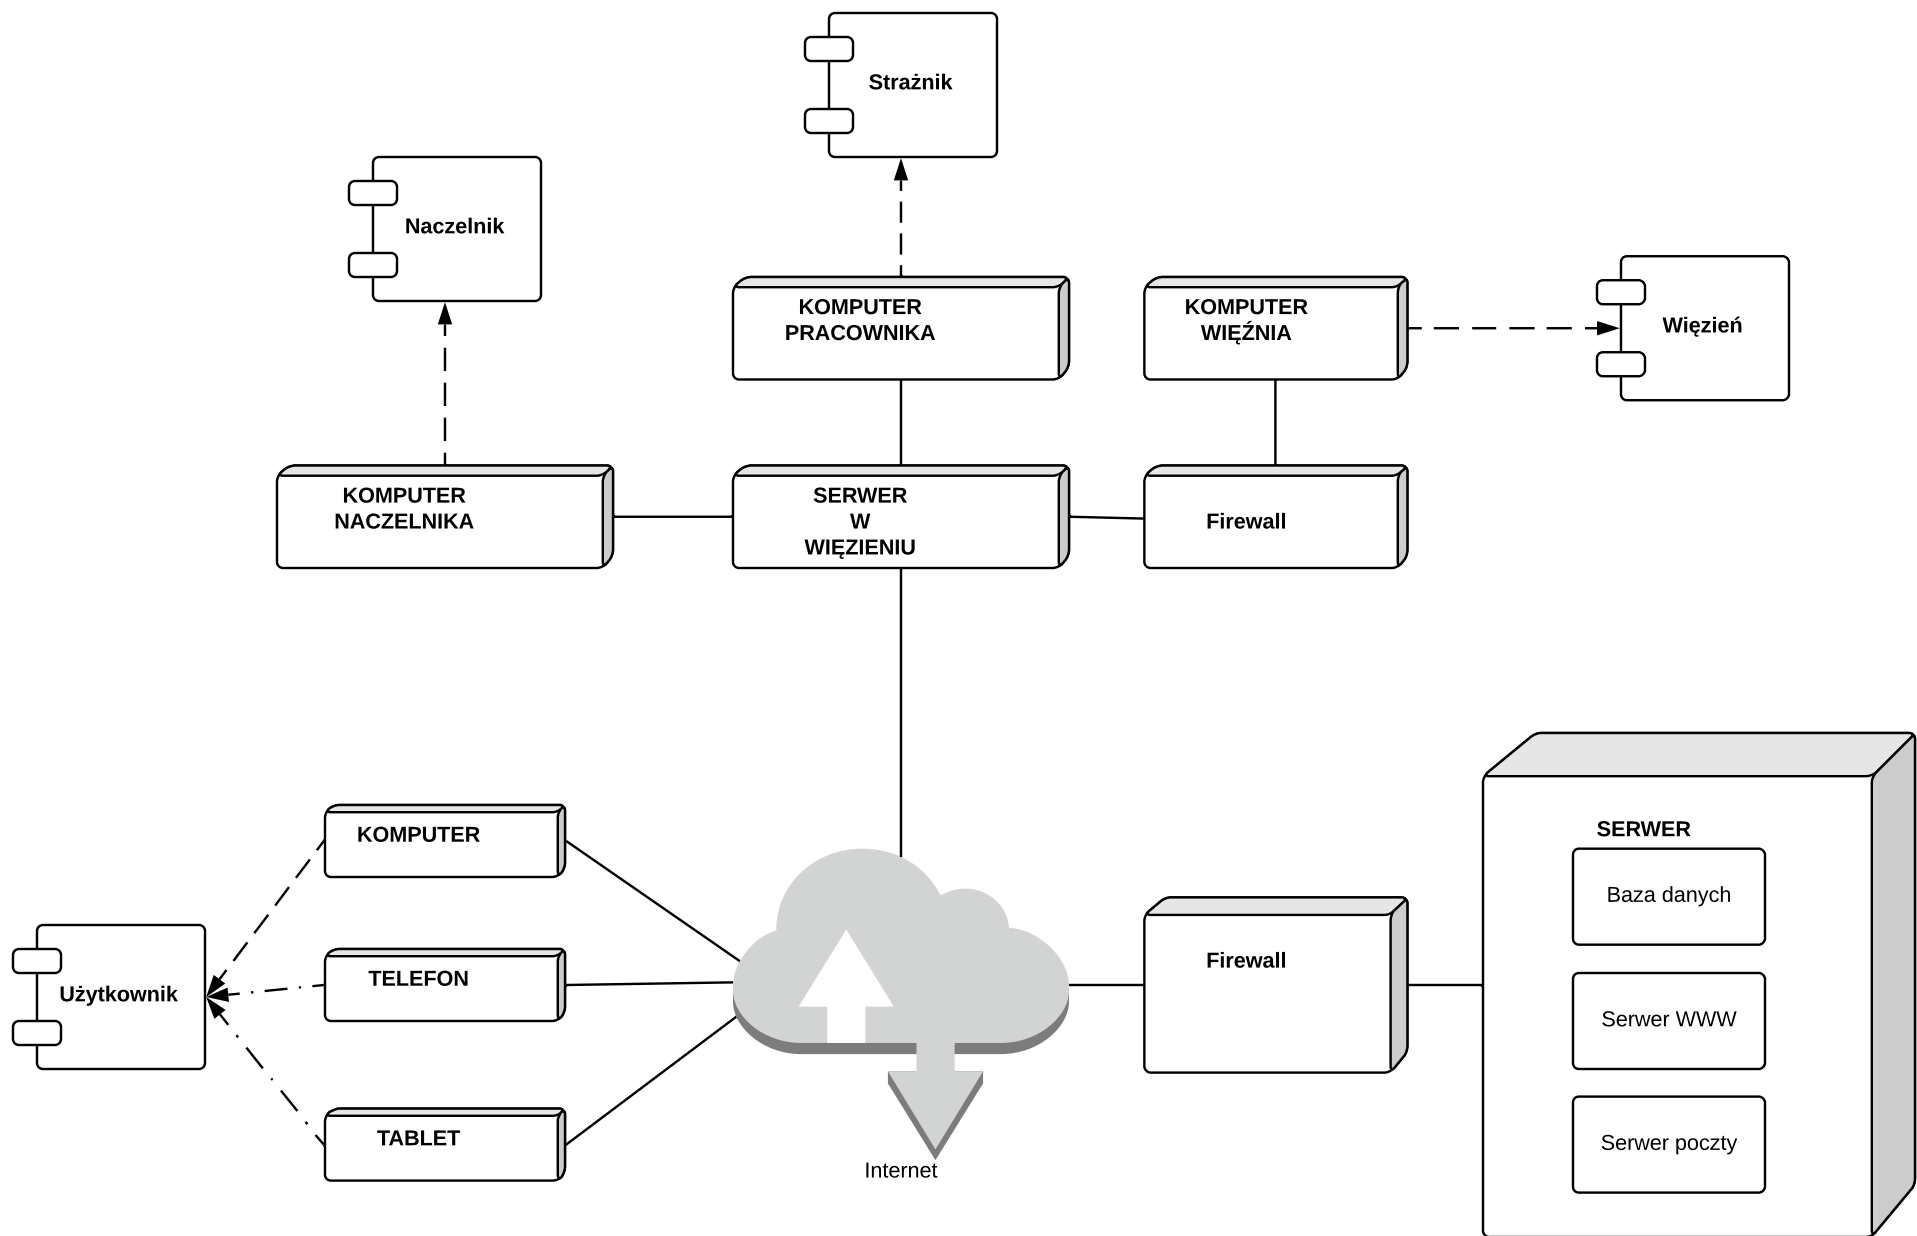 Strażnik
Naczelnik
KOMPUTER
PRACOWNIKA
KOMPUTER
WIĘŹNIA
Więzień
KOMPUTER
NACZELNIKA
SERWER
W
WIĘZIENIU
Firewall
KOMPUTER
TELEFON
TABLET
Użytkownik
Internet
Firewall
SERWER
Baza danych
Serwer WWW
Serwer poczty